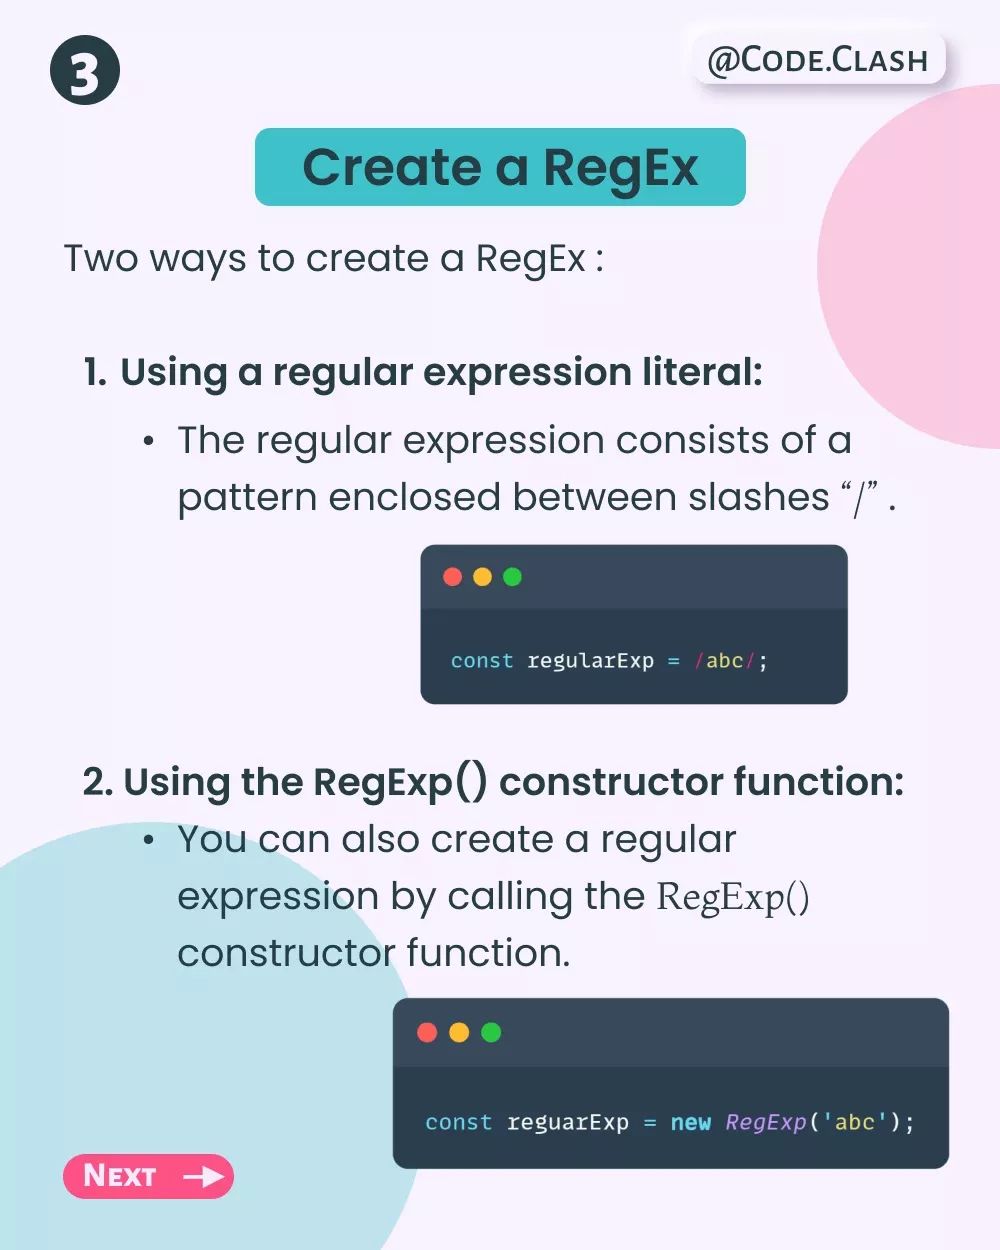 3
@Code.Clash
Create a RegEx
Two ways to create a RegEx :
1. Using a regular expression literal:
• The regular expression consists of a
pattern enclosed between slashes “/” .
const regularExp = /abc/;
2. Using the RegExp() constructor function:
• You can also create a regular
expression by calling the RegExp()
constructor function.
const reguarExp = new RegExp('abc');
Next